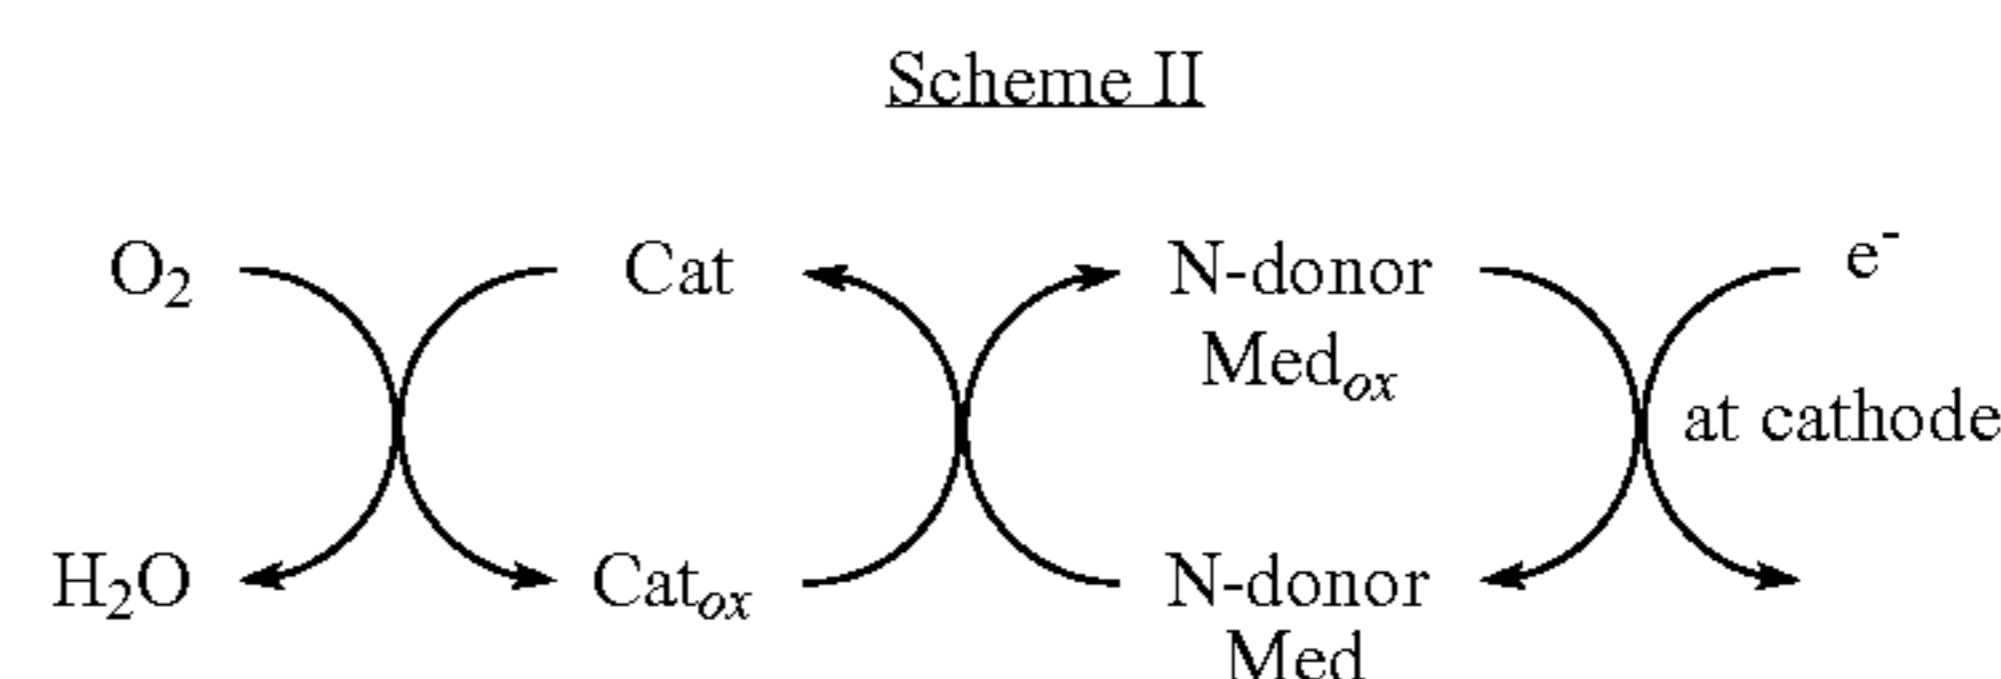 Scheme II
O₂ Cat N-donor e⁻
Medₒₓ
at cathode
H₂O Catₒₓ N-donor
Med